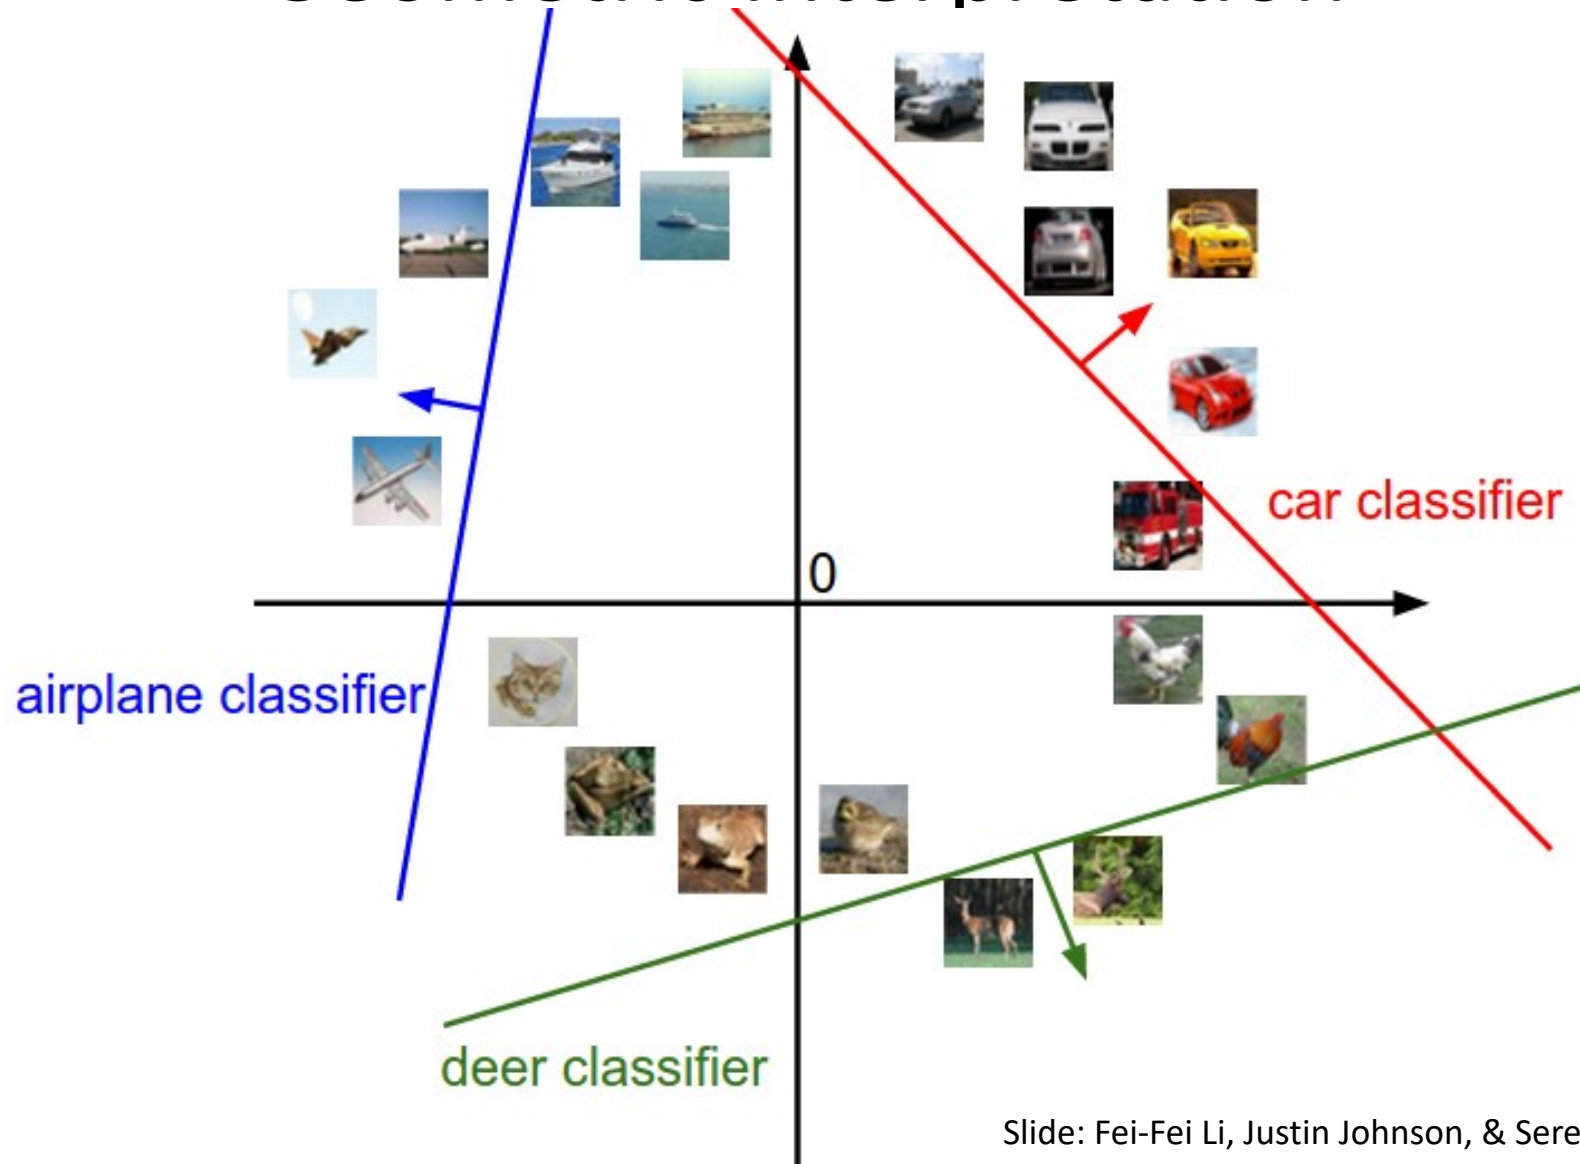 car classifier
0
airplane classifier
deer classifier
Slide: Fei-Fei Li, Justin Johnson, & Sere